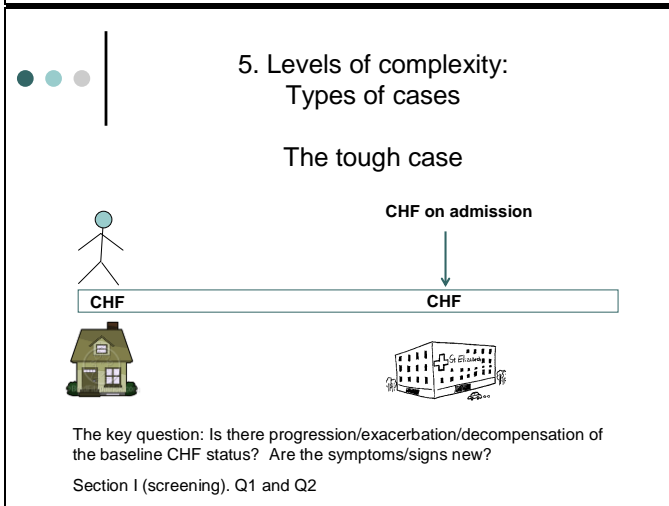 5. Levels of complexity:
Types of cases
The tough case
CHF on admission
CHF
CHF
St Elizabeth
The key question: Is there progression/exacerbation/decompensation of
the baseline CHF status? Are the symptoms/signs new?
Section I (screening). Q1 and Q2